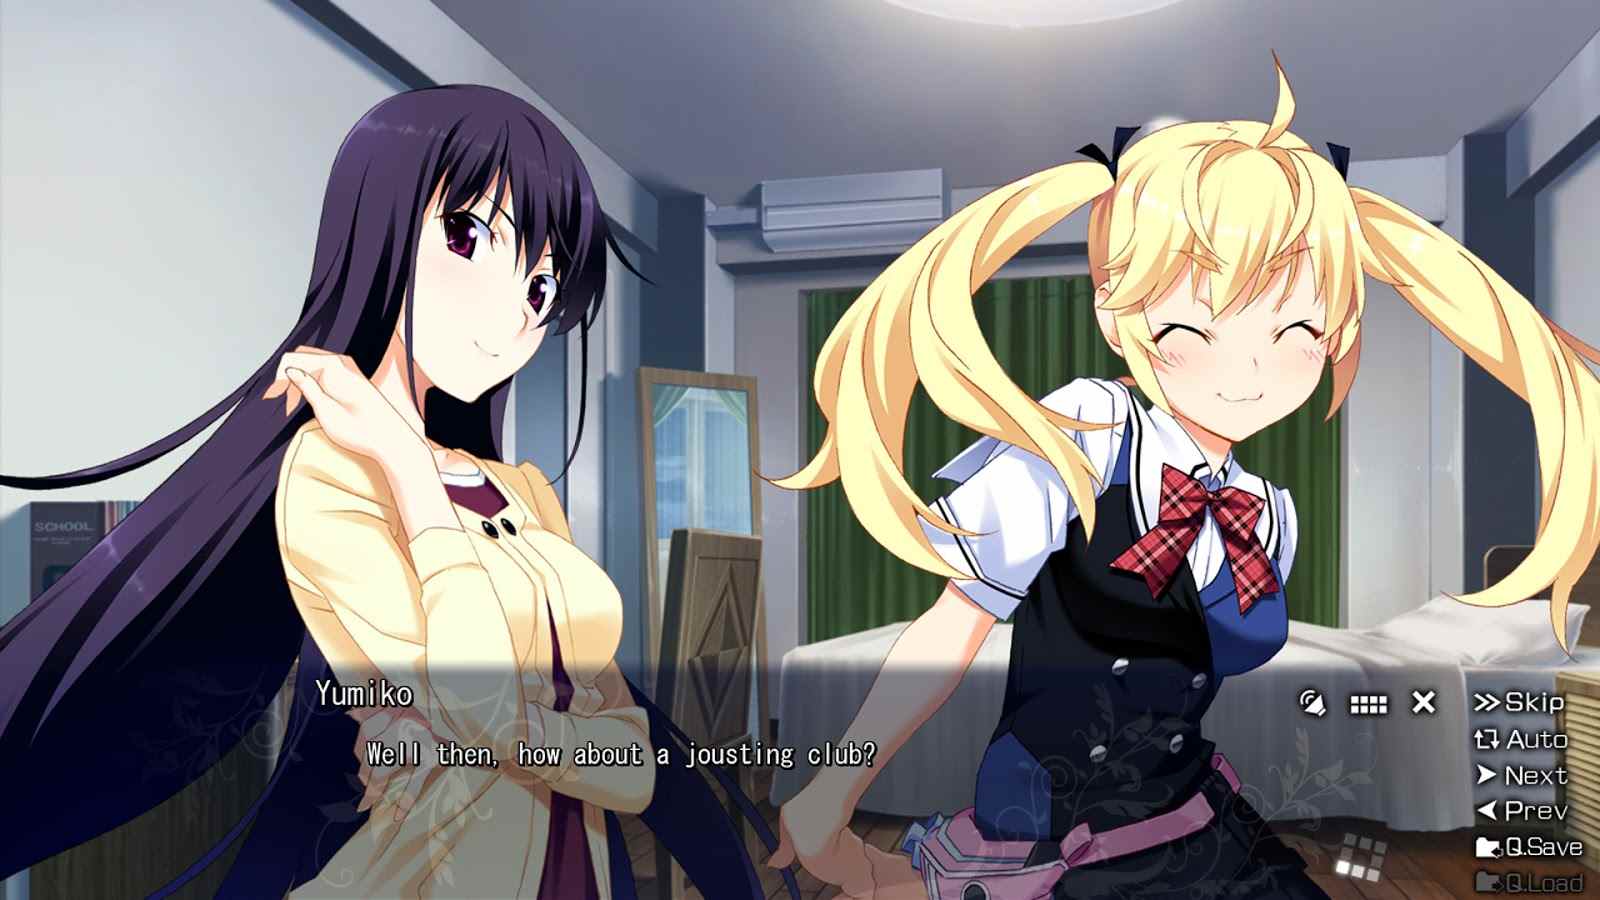 SCHOOL
Yumiko
Well then, how about a jousting club?
Skip
Auto
Next
Prev
Q.Save
Q.Load